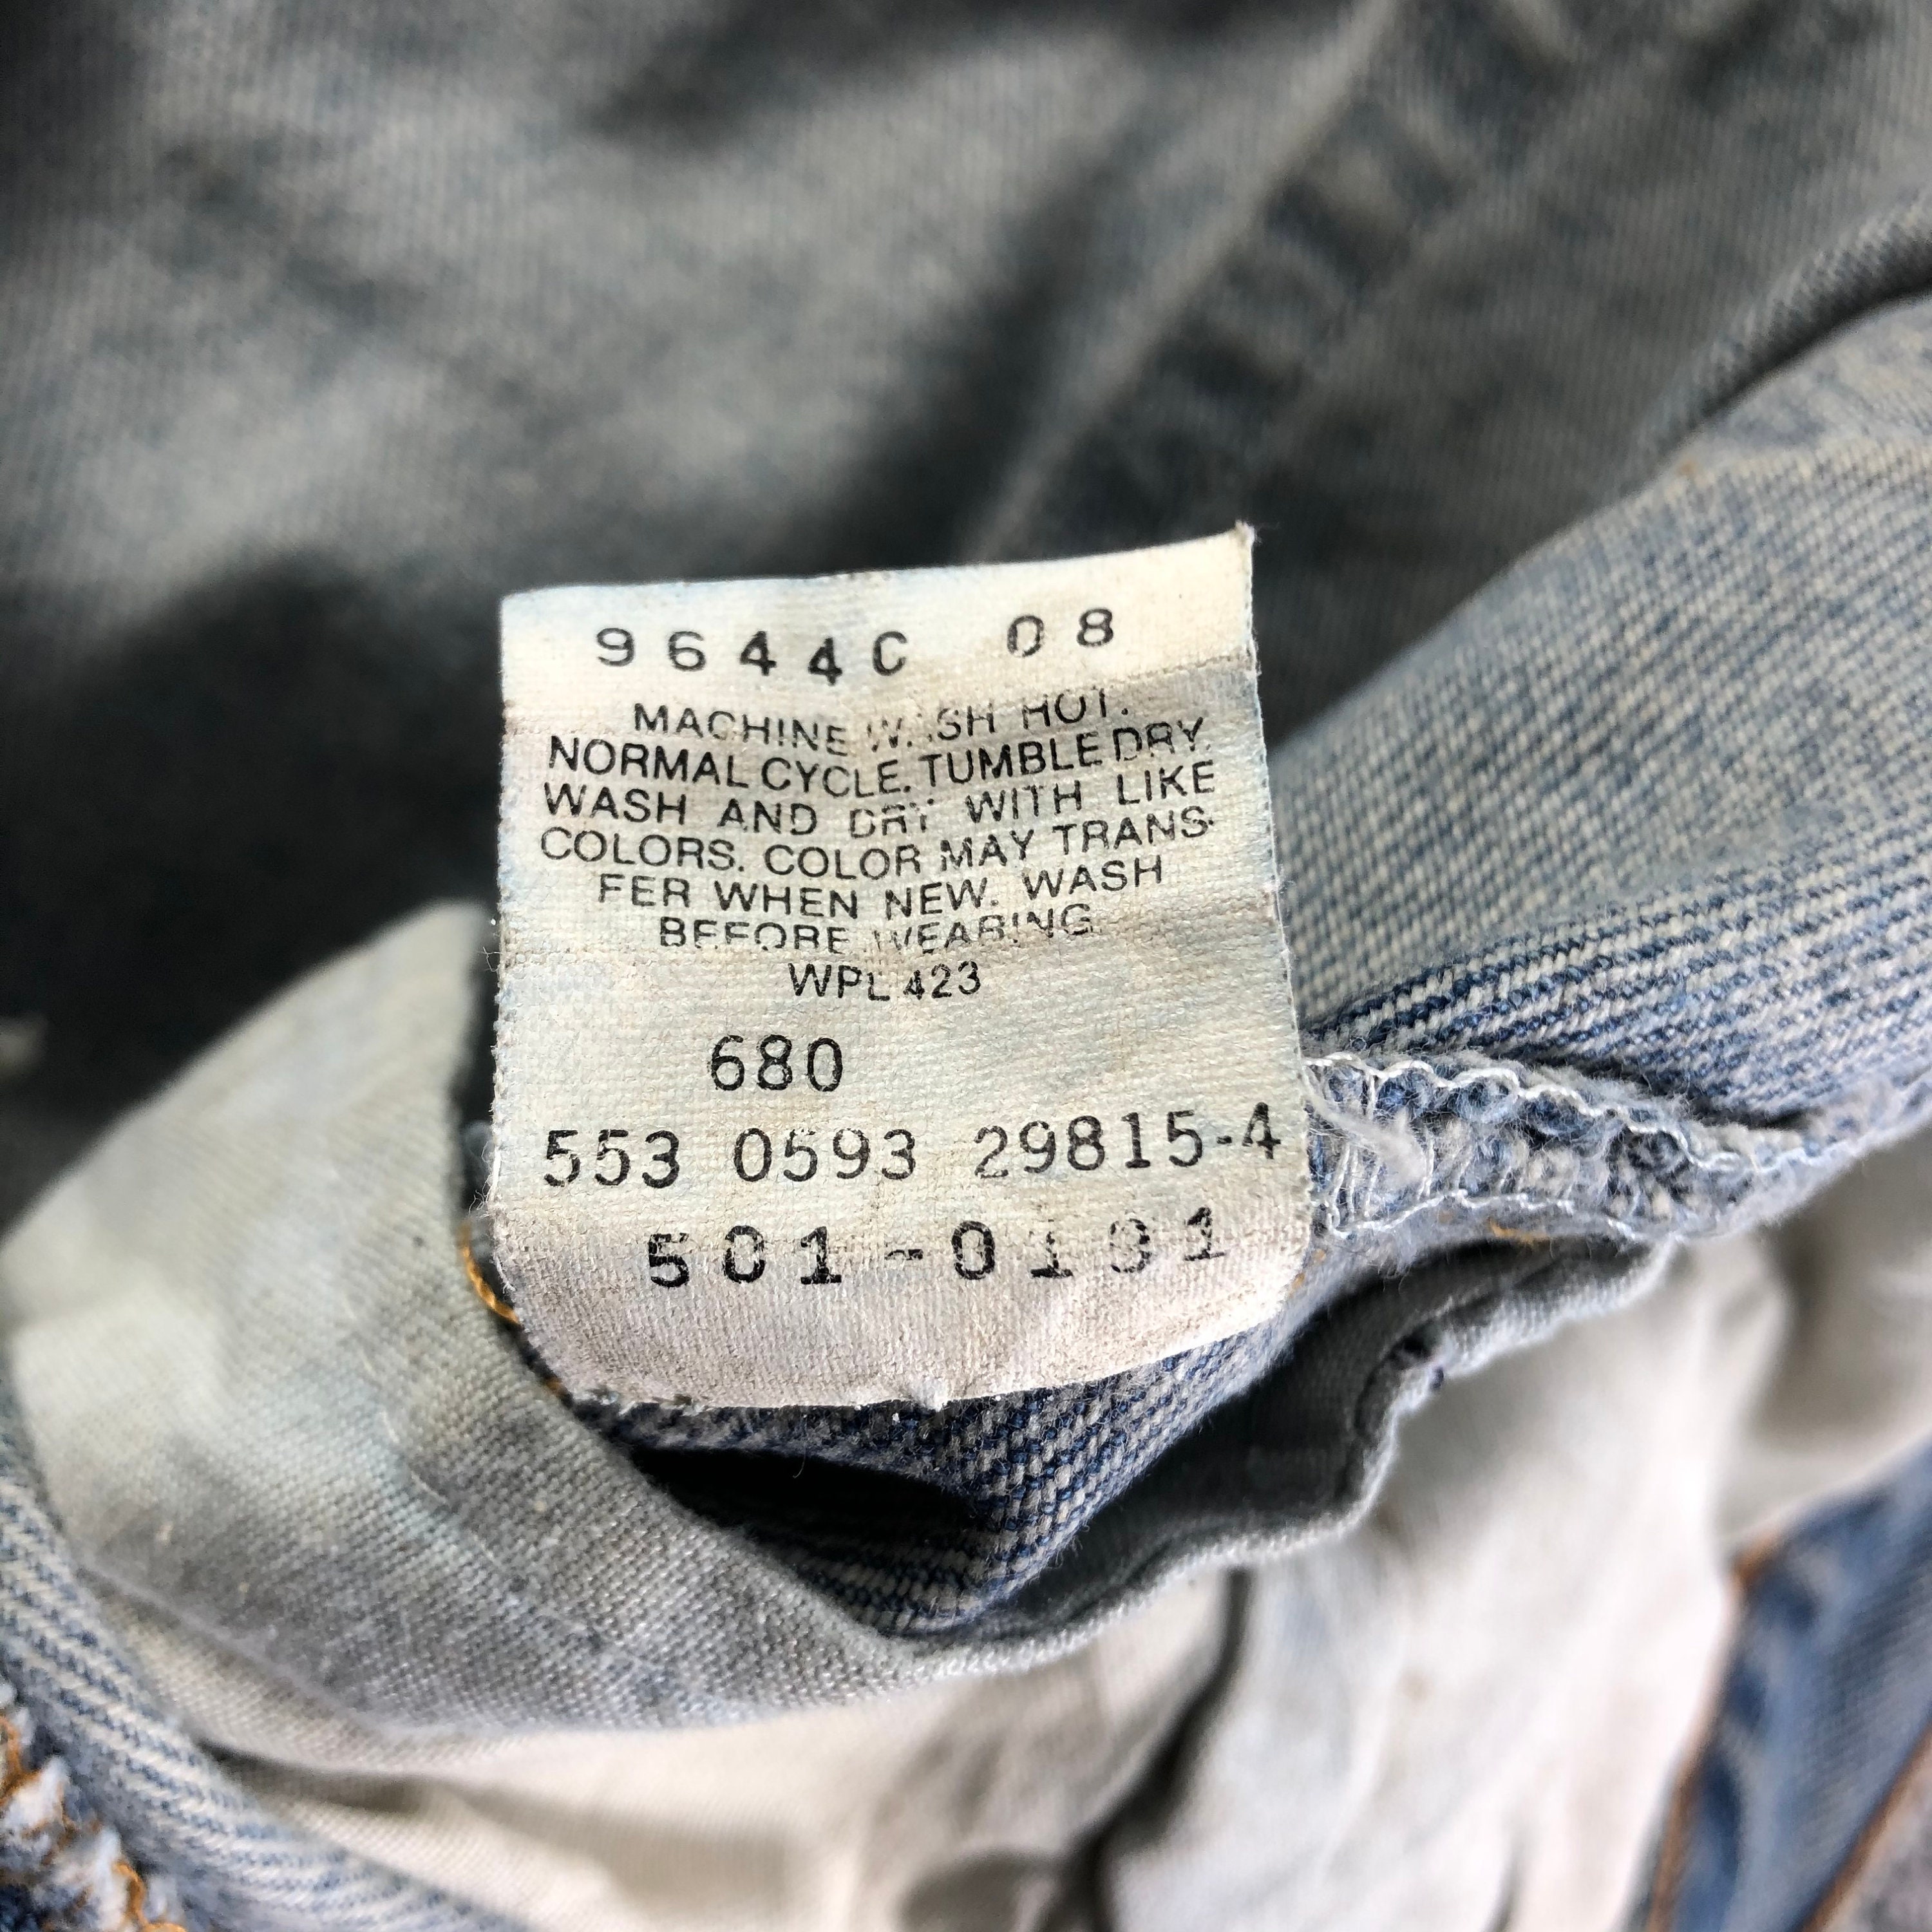 9644C 08
MACHINE WASH HOT.
NORMAL CYCLE. TUMBLE DRY.
WASH AND DRY WITH LIKE
COLORS. COLOR MAY TRANS-
FER WHEN NEW. WASH
BEFORE WEARING
WPL 423
680
553 0593 29815-4
501-0191